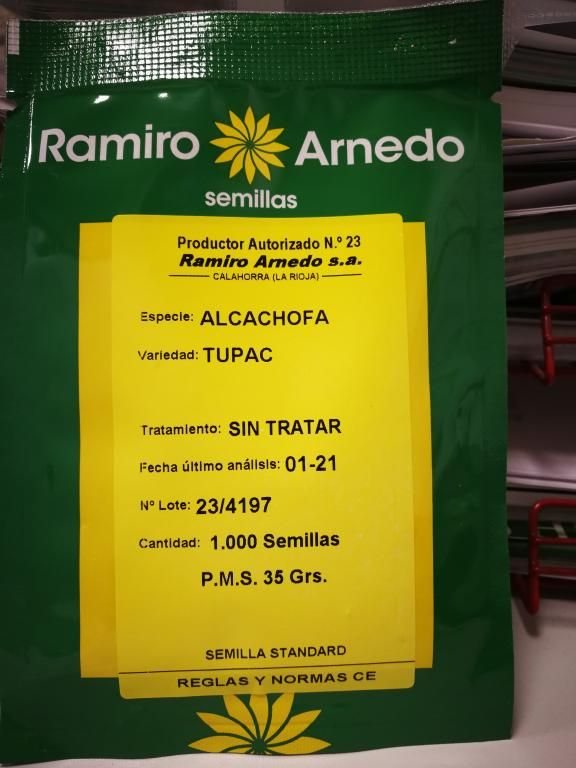 Ramiro Arnedo
semillas
Productor Autorizado N.º 23
Ramiro Arnedo s.a.
CALAHORRA (LA RIOJA)
Especie: ALCACHOFA
Variedad: TUPAC
Tratamiento: SIN TRATAR
Fecha último análisis: 01-21
Nº Lote: 23/4197
Cantidad: 1.000 Semillas
P.M.S. 35 Grs.
SEMILLA STANDARD
REGLAS Y NORMAS CE